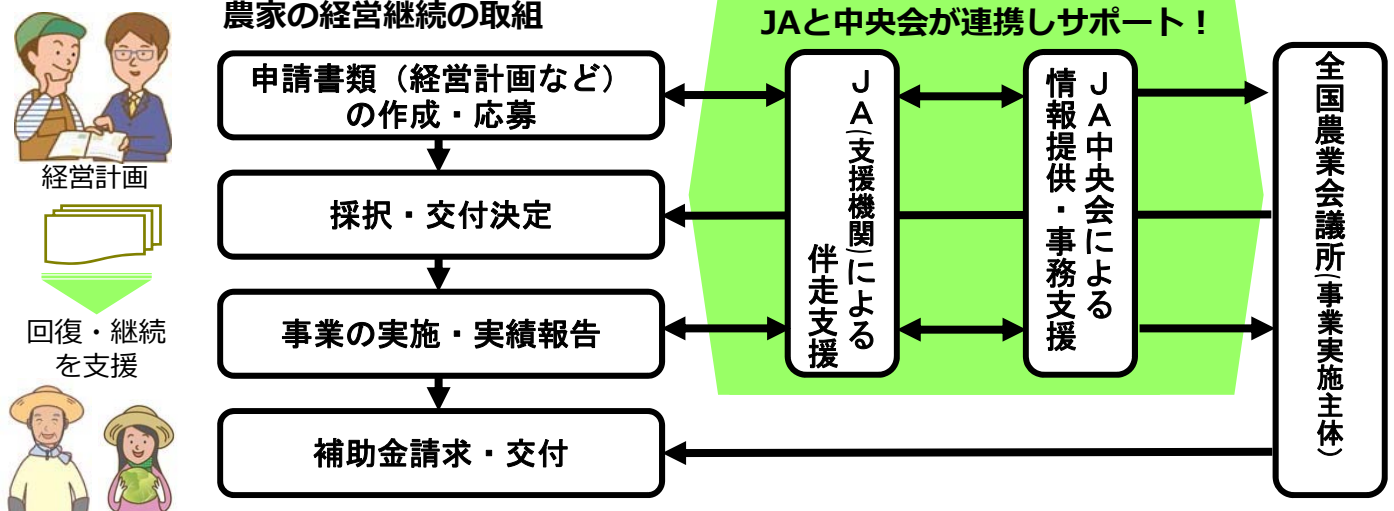 農家の経営継続の取組
JAと中央会が連携しサポート！
経営計画
回復・継続
を支援
申請書類（経営計画など）
の作成・応募
採択・交付決定
事業の実施・実績報告
補助金請求・交付
ＪＡ(支援機関)による
伴走支援
ＪＡ中央会による
情報提供・事務支援
全国農業会議所(事業実施主体)